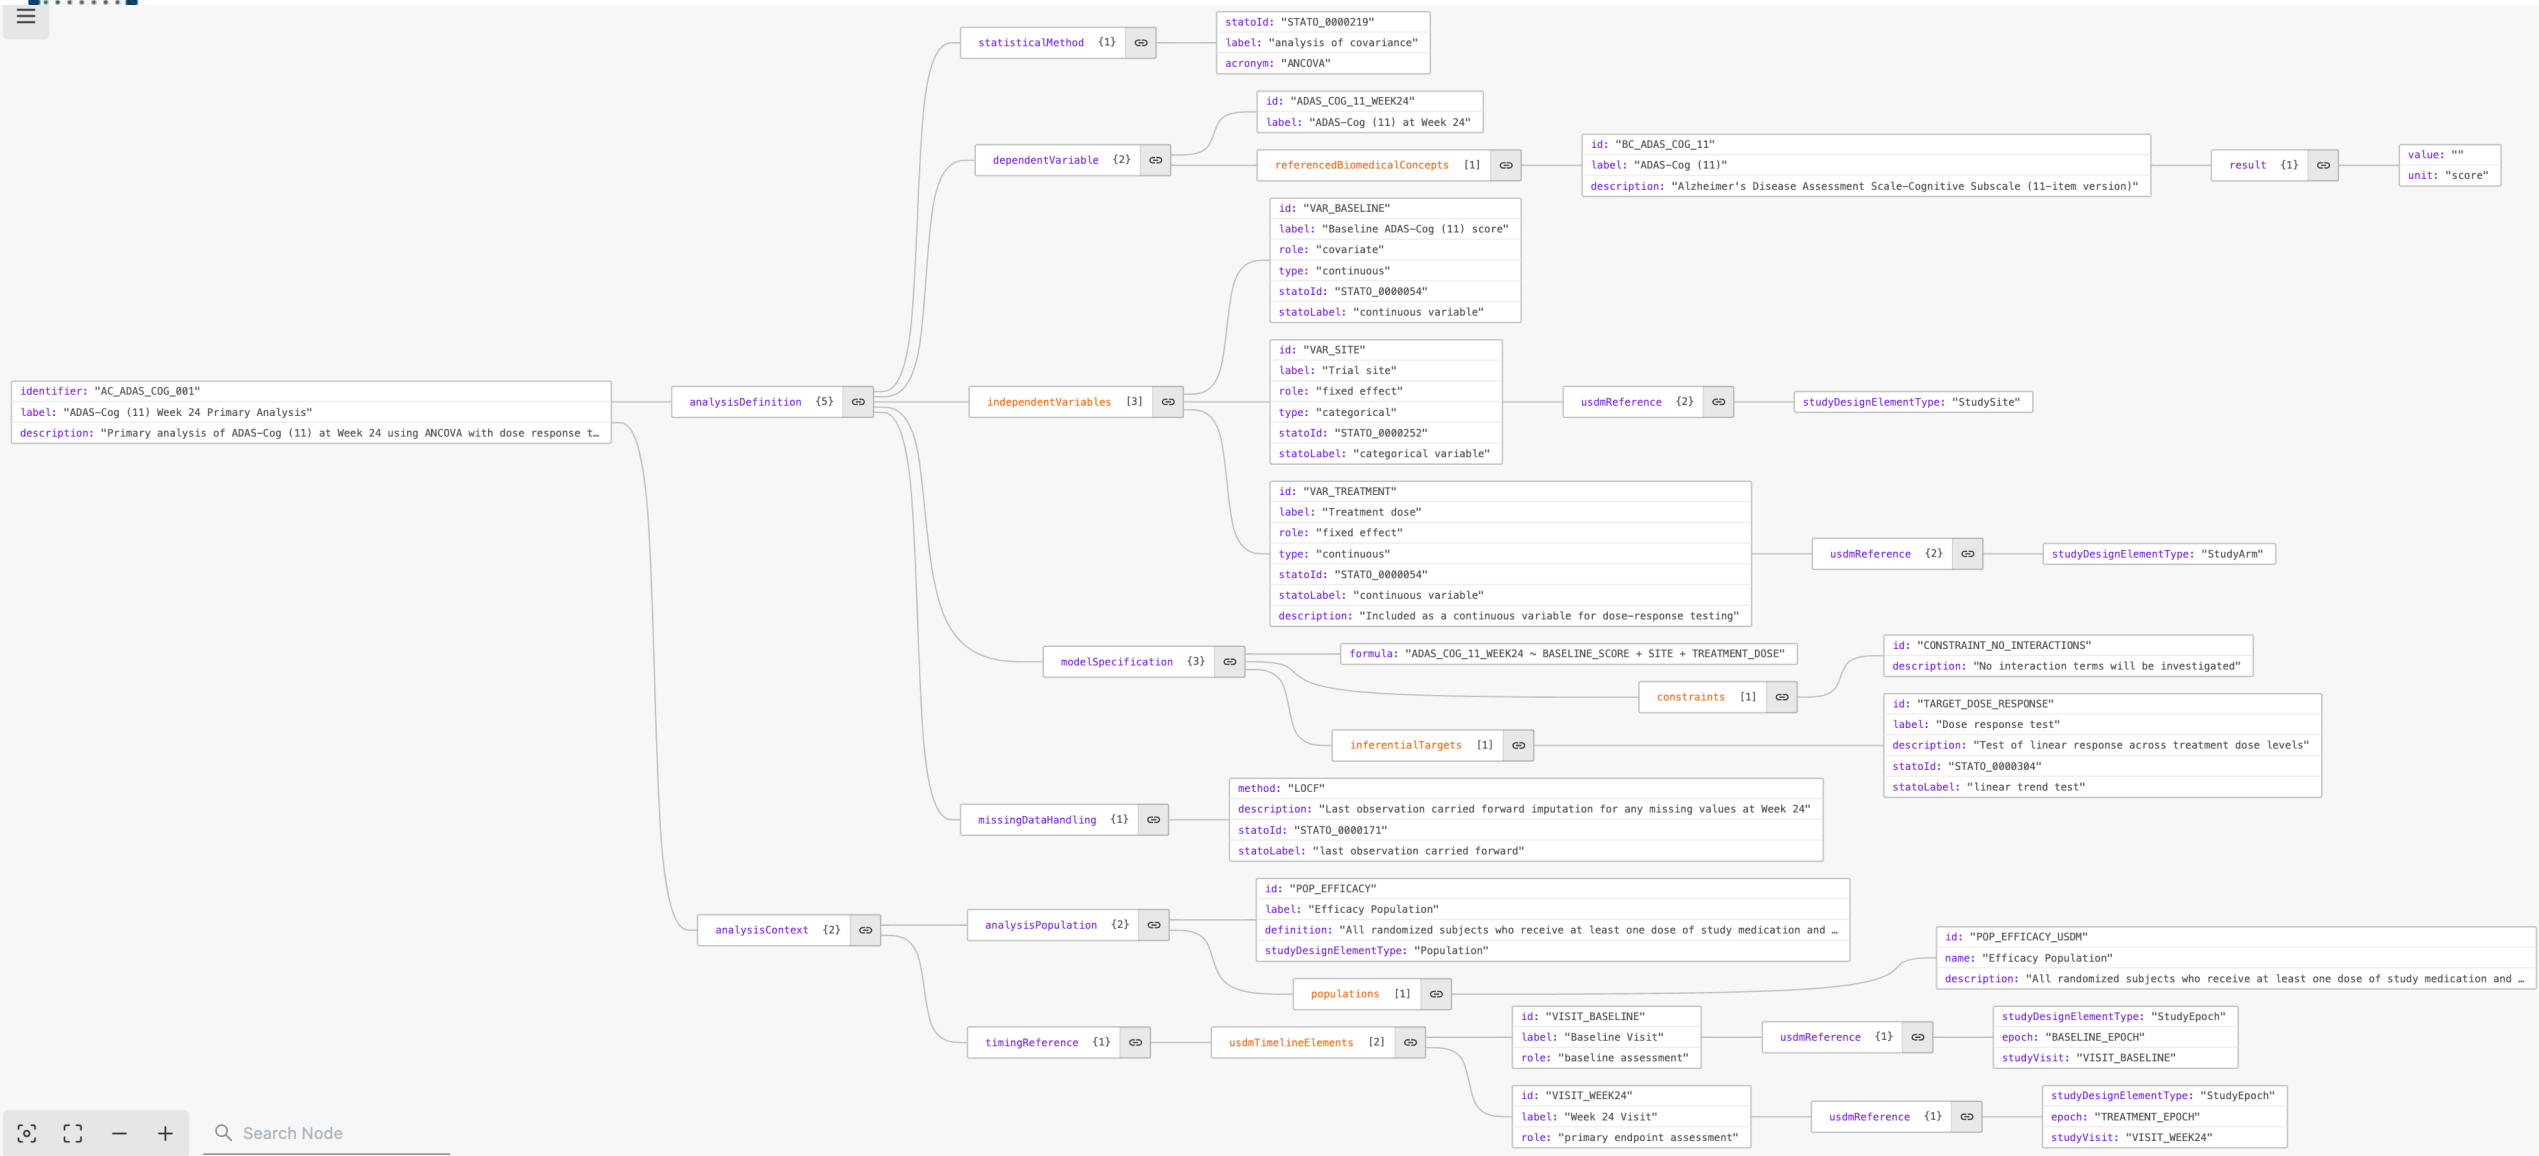 statisticalMethod {1}
statoId: "STATO_0000219"
label: "analysis of covariance"
acronym: "ANCOVA"
dependentVariable {2}
id: "ADAS_COG_11_WEEK24"
label: "ADAS-Cog (11) at Week 24"
referencedBiomedicalConcepts [1]
id: "BC_ADAS_COG_11"
label: "ADAS-Cog (11)"
description: "Alzheimer's Disease Assessment Scale-Cognitive Subscale (11-item version)"
result {1}
value: ""
unit: "score"
identifier: "AC_ADAS_COG_001"
label: "ADAS-Cog (11) Week 24 Primary Analysis"
description: "Primary analysis of ADAS-Cog (11) at Week 24 using ANCOVA with dose response t…
analysisDefinition {5}
independentVariables [3]
id: "VAR_BASELINE"
label: "Baseline ADAS-Cog (11) score"
role: "covariate"
type: "continuous"
statoId: "STATO_0000054"
statoLabel: "continuous variable"
id: "VAR_SITE"
label: "Trial site"
role: "fixed effect"
type: "categorical"
statoId: "STATO_0000252"
statoLabel: "categorical variable"
usdmReference {2}
studyDesignElementType: "StudySite"
id: "VAR_TREATMENT"
label: "Treatment dose"
role: "fixed effect"
type: "continuous"
statoId: "STATO_0000054"
statoLabel: "continuous variable"
description: "Included as a continuous variable for dose-response testing"
usdmReference {2}
studyDesignElementType: "StudyArm"
modelSpecification {3}
formula: "ADAS_COG_11_WEEK24 ~ BASELINE_SCORE + SITE + TREATMENT_DOSE"
constraints [1]
id: "CONSTRAINT_NO_INTERACTIONS"
description: "No interaction terms will be investigated"
inferentialTargets [1]
id: "TARGET_DOSE_RESPONSE"
label: "Dose response test"
description: "Test of linear response across treatment dose levels"
statoId: "STATO_0000304"
statoLabel: "linear trend test"
missingDataHandling {1}
method: "LOCF"
description: "Last observation carried forward imputation for any missing values at Week 24"
statoId: "STATO_0000171"
statoLabel: "last observation carried forward"
analysisContext {2}
analysisPopulation {2}
id: "POP_EFFICACY"
label: "Efficacy Population"
definition: "All randomized subjects who receive at least one dose of study medication and …
studyDesignElementType: "Population"
populations [1]
id: "POP_EFFICACY_USDM"
name: "Efficacy Population"
description: "All randomized subjects who receive at least one dose of study medication and …
timingReference {1}
usdmTimelineElements [2]
id: "VISIT_BASELINE"
label: "Baseline Visit"
role: "baseline assessment"
usdmReference {1}
studyDesignElementType: "StudyEpoch"
epoch: "BASELINE_EPOCH"
studyVisit: "VISIT_BASELINE"
id: "VISIT_WEEK24"
label: "Week 24 Visit"
role: "primary endpoint assessment"
usdmReference {1}
studyDesignElementType: "StudyEpoch"
epoch: "TREATMENT_EPOCH"
studyVisit: "VISIT_WEEK24"
Search Node